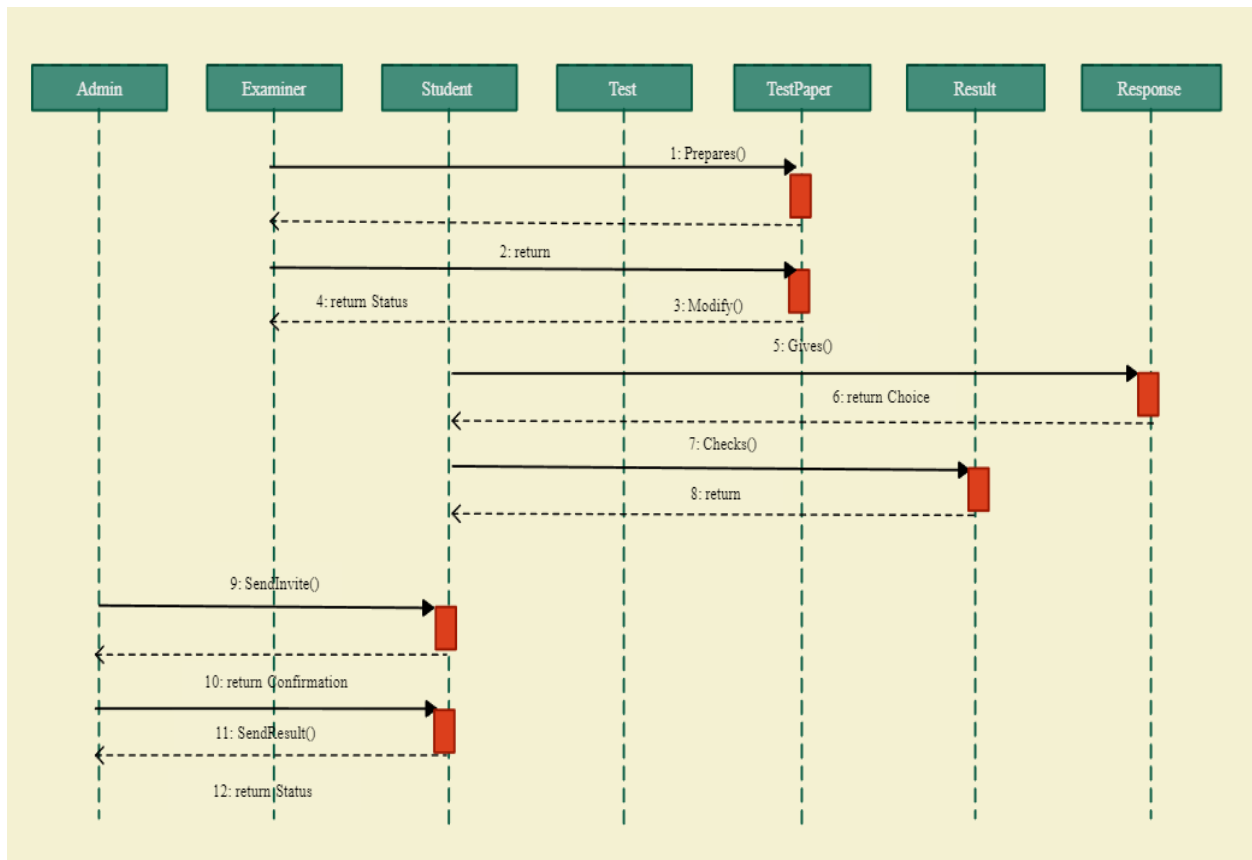 Admin
Examiner
Student
Test
TestPaper
Result
Response
1: Prepares()
2: return
4: return Status
3: Modify()
5: Gives()
6: return Choice
7: Checks()
8: return
9: SendInvite()
10: return Confirmation
11: SendResult()
12: return Status